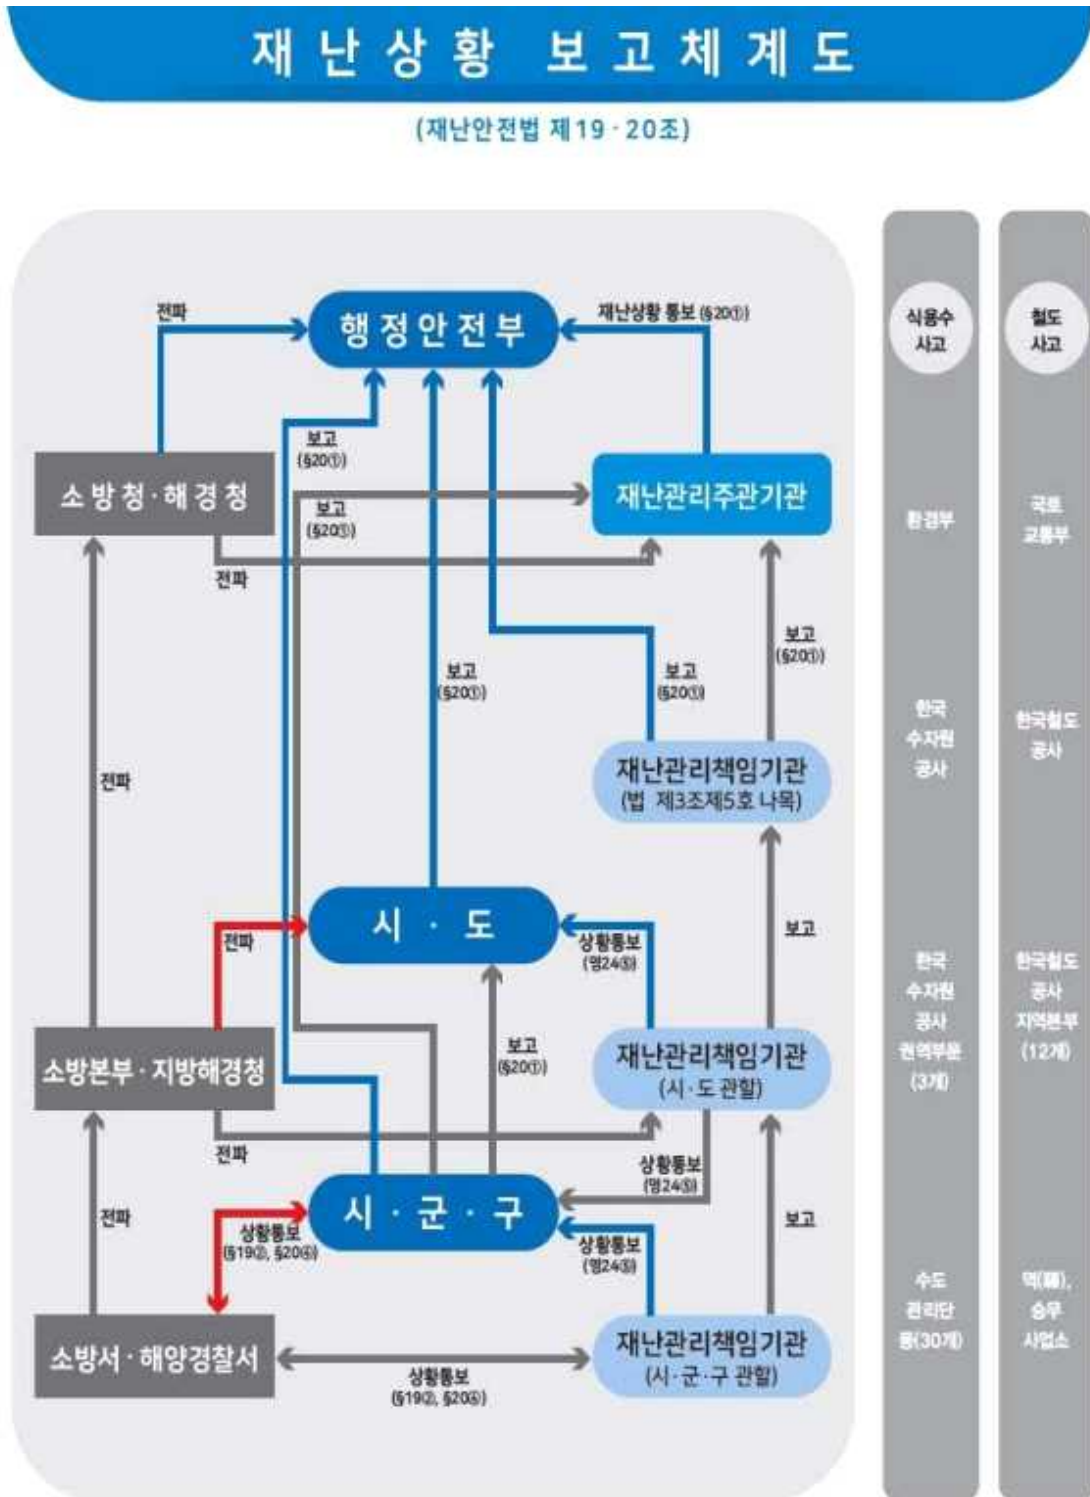 재난상황 보고체계도
(재난안전법 제19·20조)
전파
행정안전부
재난상황 통보 (§20①)
식용수
사고
철도
사고
보고
(§20①)
소방청·해경청
보고
(§20①)
재난관리주관기관
환경부
국토
교통부
전파
보고
(§20①)
보고
(§20①)
보고
(§20①)
한국
수자원
공사
한국철도
공사
전파
재난관리책임기관
(법 제3조제5호 나목)
시·도
전파
상황통보
(영24⑤)
보고
한국
수자원
공사
권역부문
(3개)
한국철도
공사
지역본부
(12개)
소방본부·지방해경청
보고
(§20①)
재난관리책임기관
(시·도 관할)
전파
상황통보
(영24⑤)
전파
시·군·구
보고
상황통보
(§19②, §20④)
상황통보
(영24⑤)
수도
관리단
등(30개)
역(驛),
승무
사업소
소방서·해양경찰서
재난관리책임기관
(시·군·구 관할)
상황통보
(§19②, §20④)